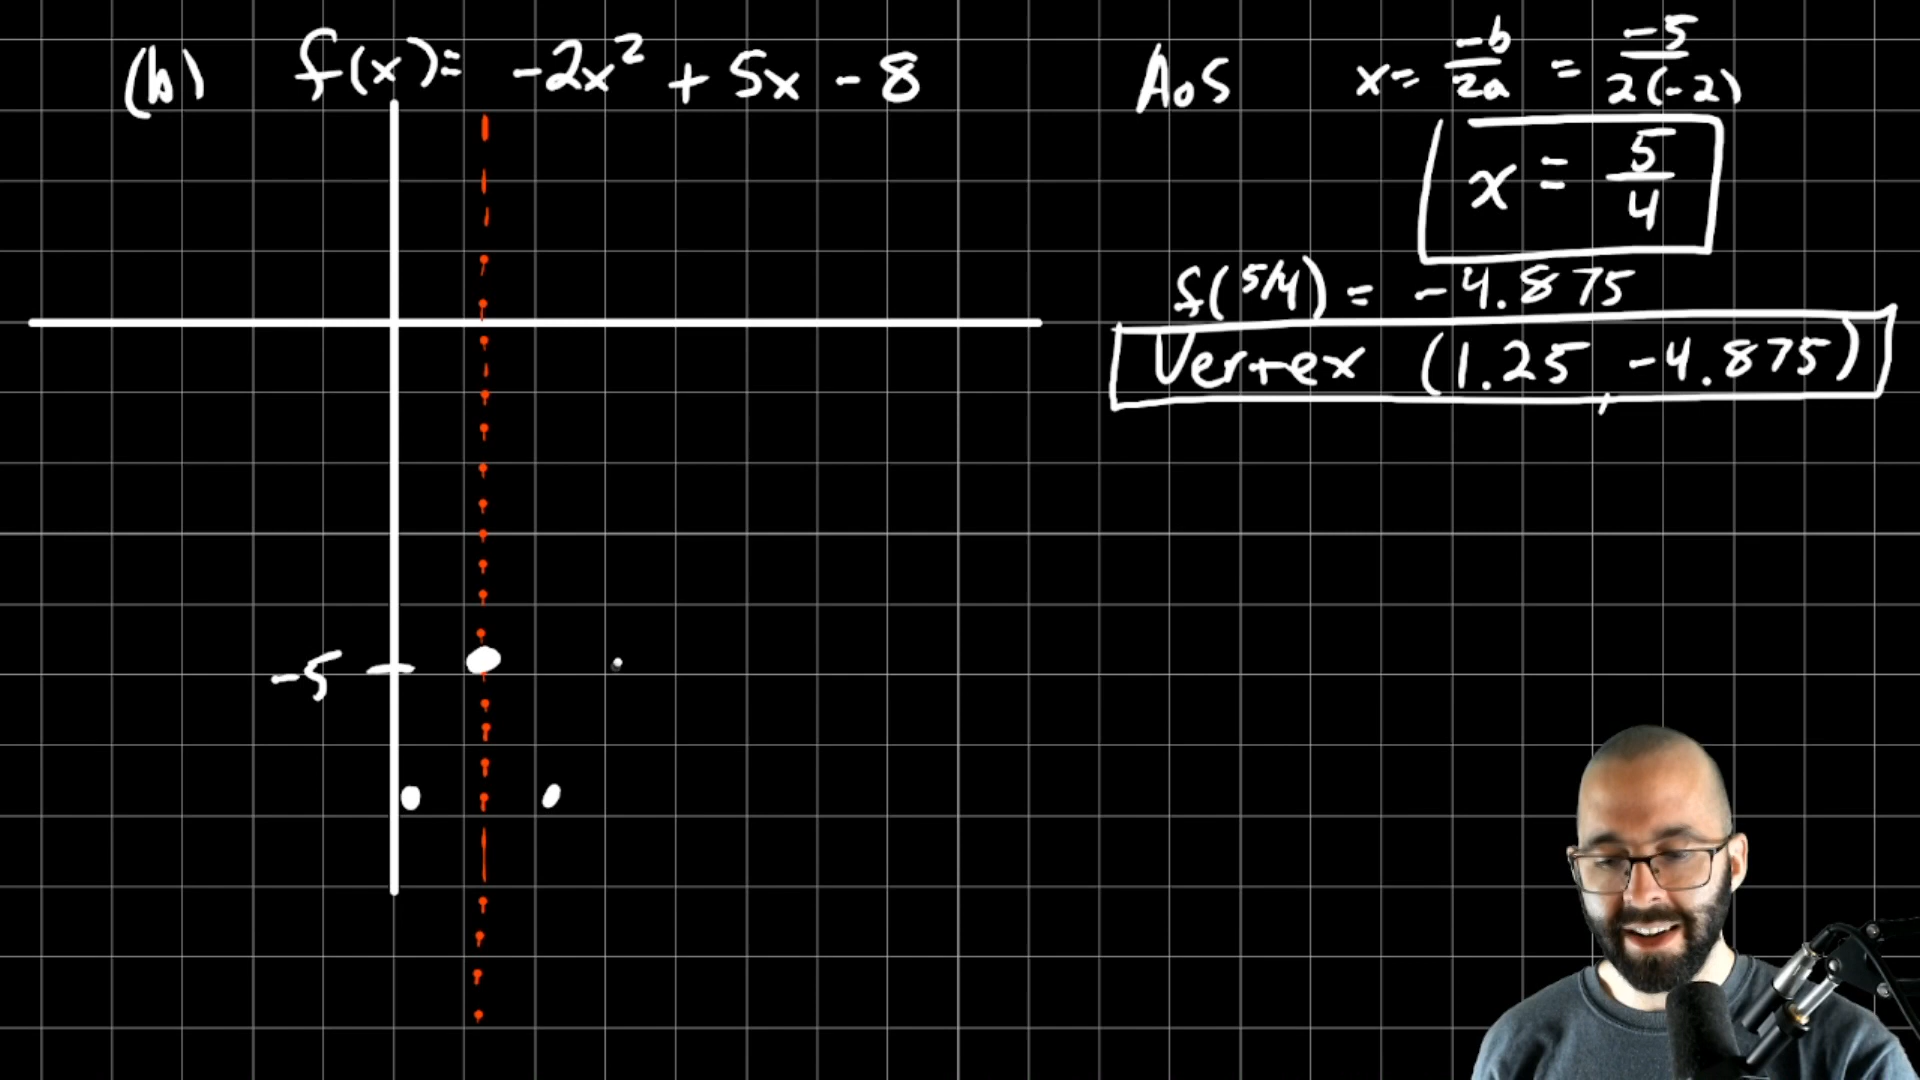 (b) f(x)= -2x² + 5x - 8
AoS x= -b/2a = -5/2(-2)
x = 5/4
f(5/4) = -4.875
Vertex (1.25, -4.875)
-5